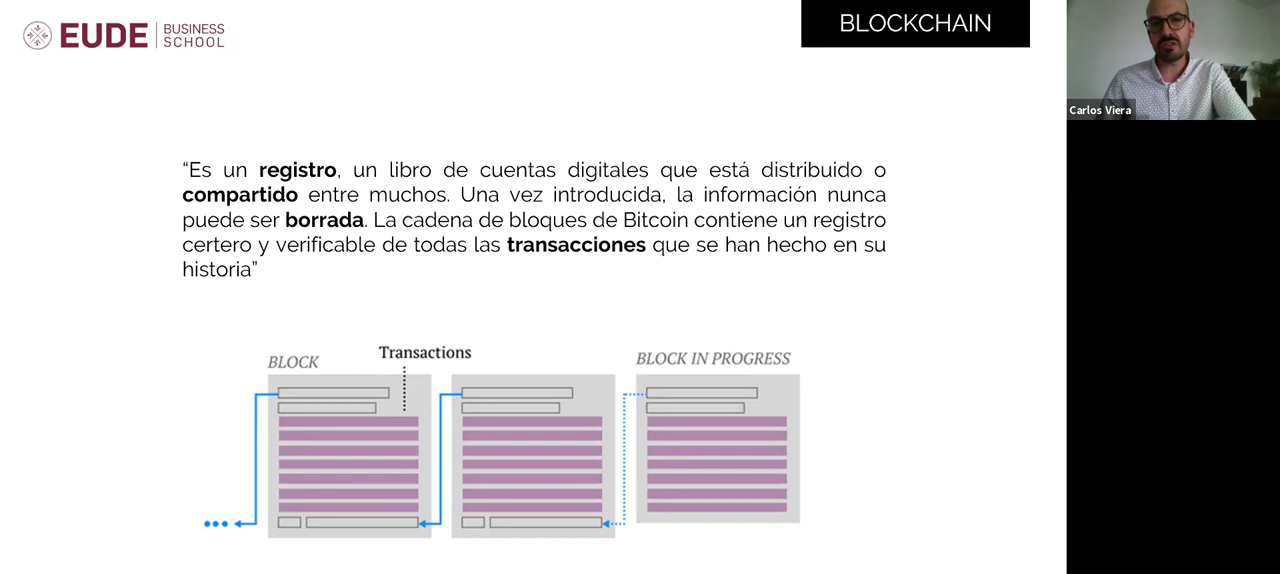 EUDE BUSINESS SCHOOL
BLOCKCHAIN
Carlos Viera
“Es un registro, un libro de cuentas digitales que está distribuido o
compartido entre muchos. Una vez introducida, la información nunca
puede ser borrada. La cadena de bloques de Bitcoin contiene un registro
certero y verificable de todas las transacciones que se han hecho en su
historia”
BLOCK
Transactions
BLOCK IN PROGRESS